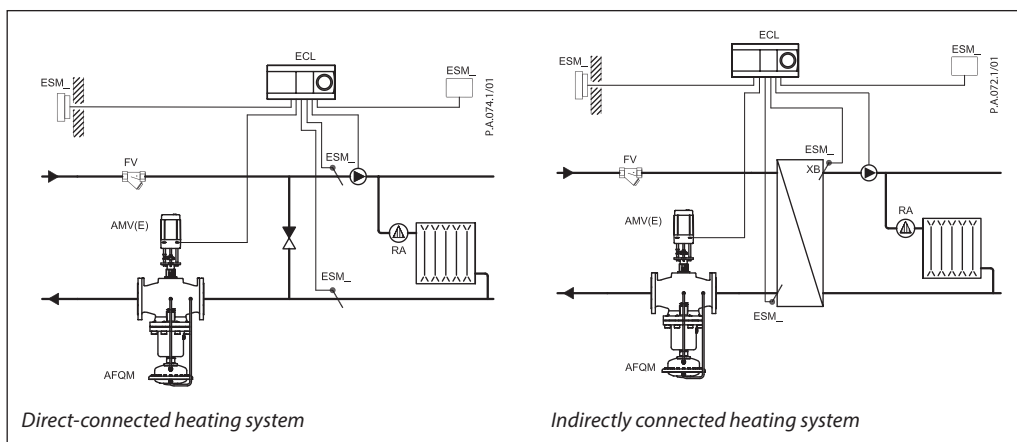 ECL
ESM_
ESM_
P.A.074.1/01
FV
ESM_
AMV(E)
RA
ESM_
AFQM
Direct-connected heating system
ECL
ESM_
ESM_
P.A.072.1/01
ESM_
FV
XB
AMV(E)
RA
ESM_
AFQM
Indirectly connected heating system